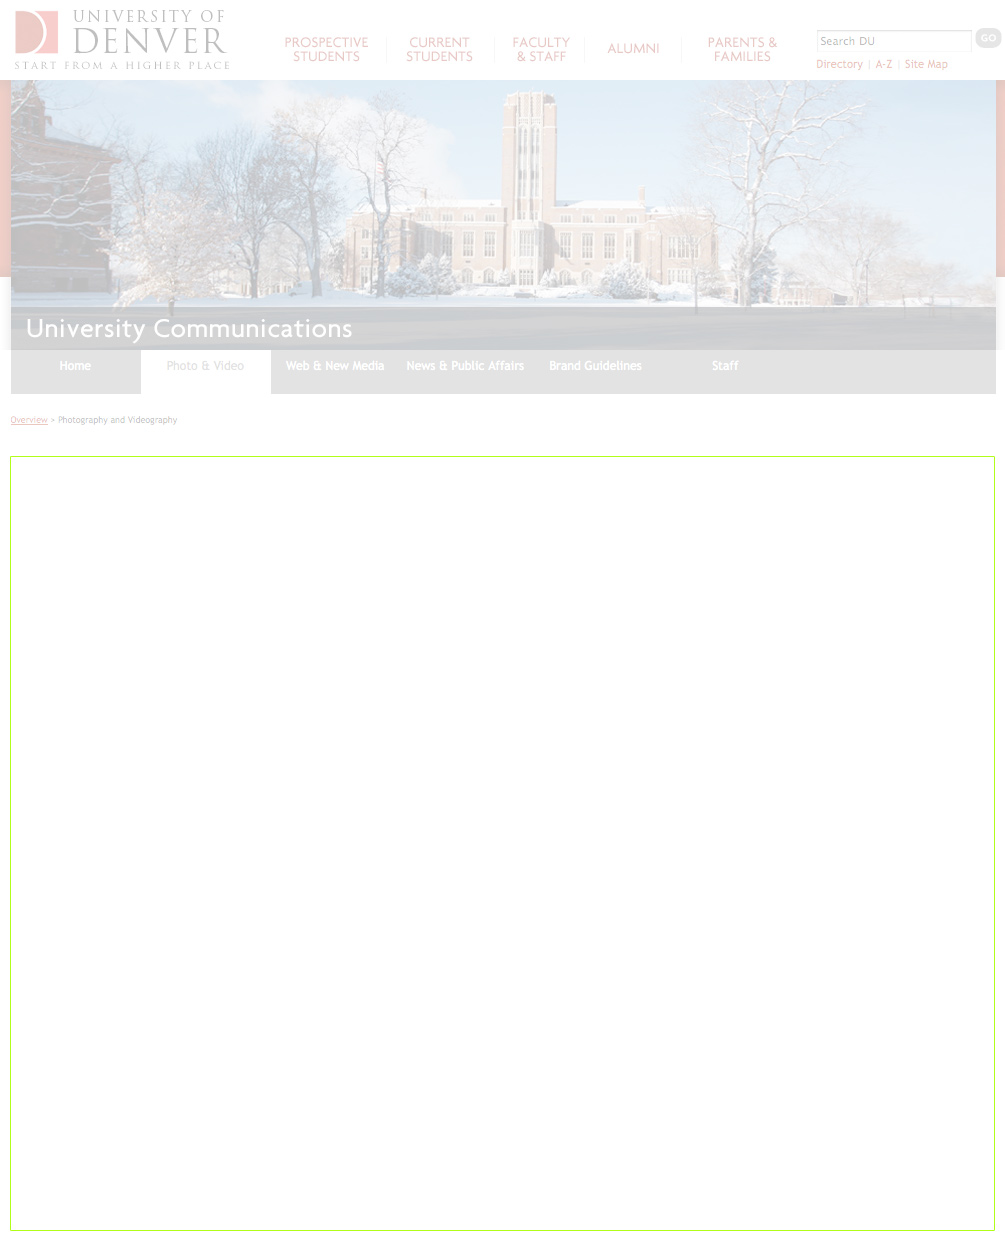 UNIVERSITY OF
DENVER
START FROM A HIGHER PLACE
PROSPECTIVE
STUDENTS
CURRENT
STUDENTS
FACULTY
& STAFF
ALUMNI
PARENTS &
FAMILIES
Search DU
GO
Directory | A-Z | Site Map
University Communications
Home
Photo & Video
Web & New Media
News & Public Affairs
Brand Guidelines
Staff
Overview > Photography and Videography